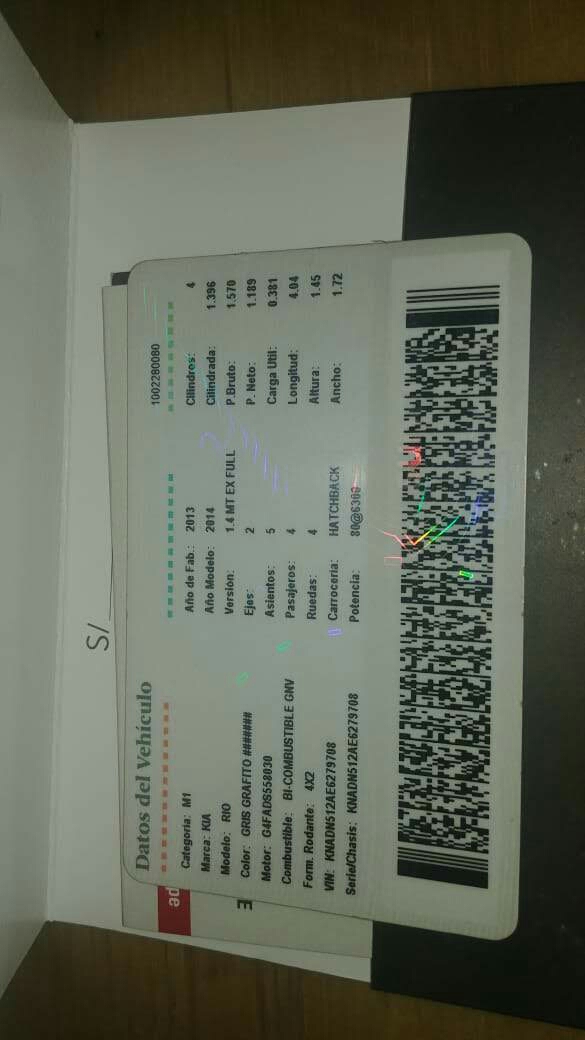 S/
pe
E
1002280080
Datos del Vehículo
Categoria: M1
Marca: KIA
Modelo: RIO
Color: GRIS GRAFITO #######
Motor: G4FADS558030
Combustible: BI-COMBUSTIBLE GNV
Form. Rodante: 4X2
VIN: KNADN512AE6279708
Serie/Chasis: KNADN512AE6279708
Año de Fab.: 2013
Año Modelo: 2014
Version: 1.4 MT EX FULL
Ejes: 2
Asientos: 5
Pasajeros: 4
Ruedas: 4
Carroceria: HATCHBACK
Potencia: 80@6300
Cilindros: 4
Cilindrada: 1.396
P.Bruto: 1.570
P. Neto: 1.189
Carga Util: 0.381
Longitud: 4.04
Altura: 1.45
Ancho: 1.72